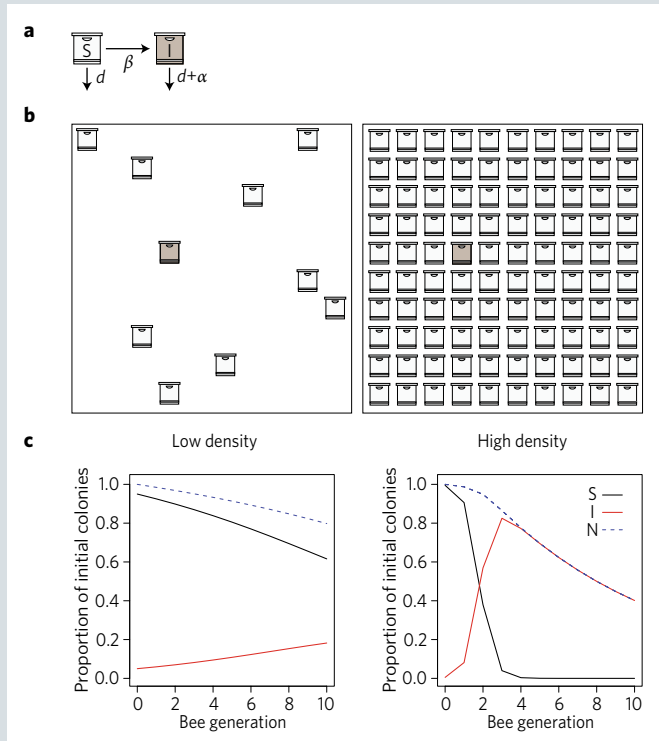 a
S β I
d d+α
b
c
Low density
High density
Proportion of initial colonies
1.0
0.8
0.6
0.4
0.2
0.0
0 2 4 6 8 10
Bee generation
Proportion of initial colonies
1.0
0.8
0.6
0.4
0.2
0.0
S
I
N
0 2 4 6 8 10
Bee generation